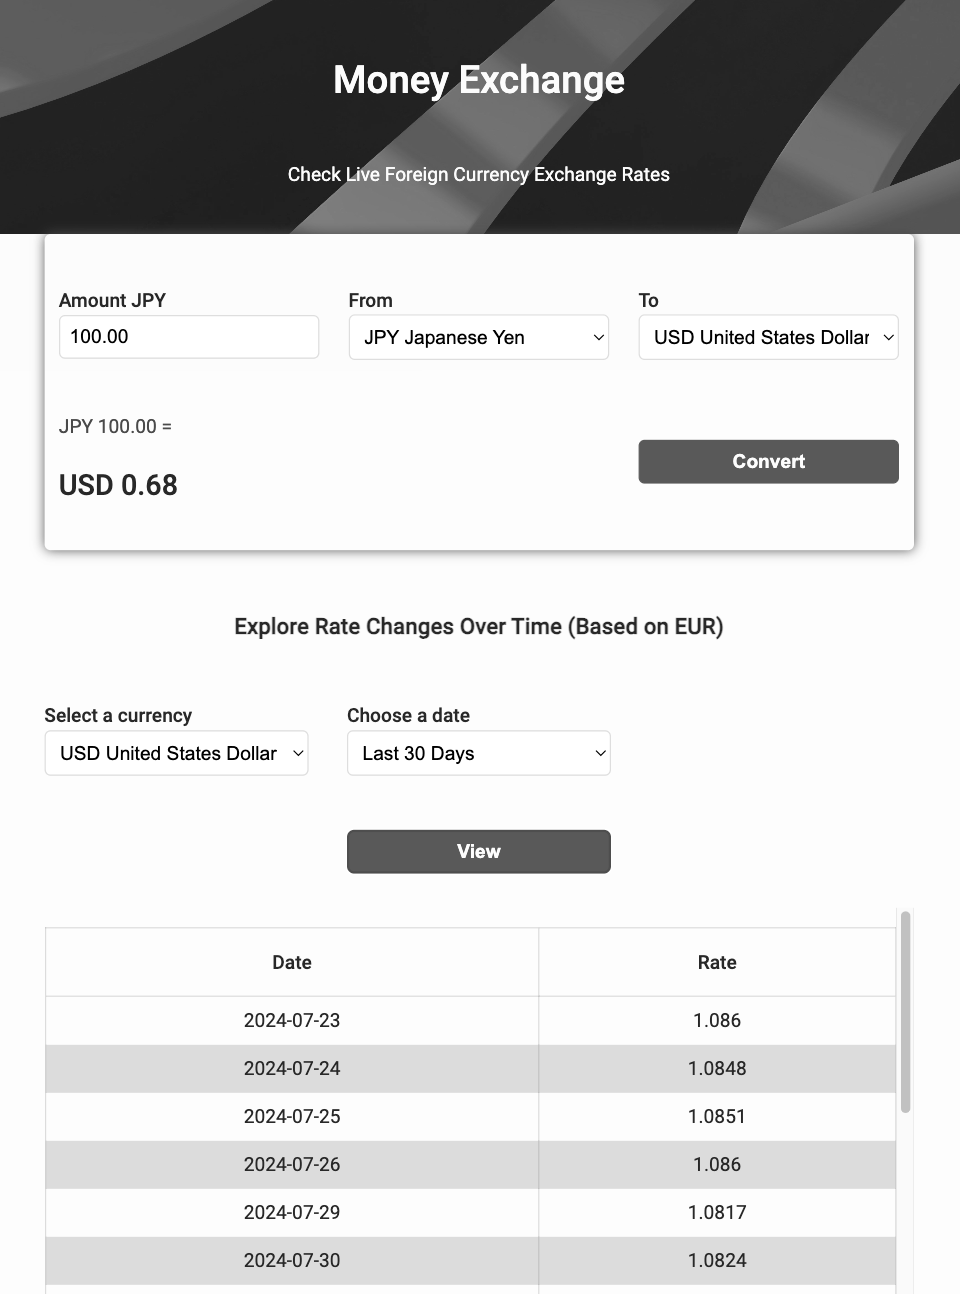 Money Exchange
Check Live Foreign Currency Exchange Rates
Amount JPY From To
100.00 JPY Japanese Yen USD United States Dollar
JPY 100.00 =
Convert
USD 0.68
Explore Rate Changes Over Time (Based on EUR)
Select a currency Choose a date
USD United States Dollar Last 30 Days
View
Date Rate
2024-07-23 1.086
2024-07-24 1.0848
2024-07-25 1.0851
2024-07-26 1.086
2024-07-29 1.0817
2024-07-30 1.0824